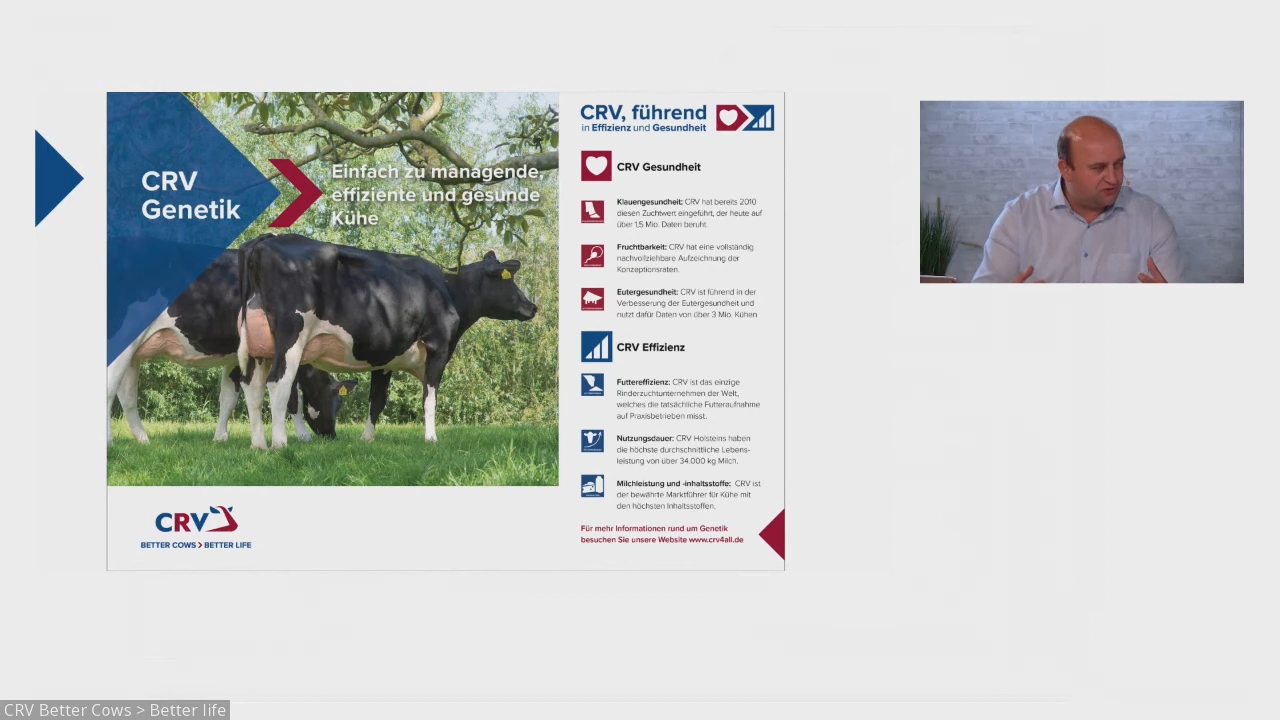 CRV
Genetik
Einfach zu managende,
effiziente und gesunde
Kühe
CRV
BETTER COWS > BETTER LIFE
CRV, führend
in Effizienz und Gesundheit
CRV Gesundheit
Klauengesundheit: CRV hat bereits 2010
diesen Zuchtwert eingeführt, der heute auf
über 1,5 Mio. Daten beruht.
Fruchtbarkeit: CRV hat eine vollständig
nachvollziehbare Aufzeichnung der
Konzeptionsraten.
Eutergesundheit: CRV ist führend in der
Verbesserung der Eutergesundheit und
nutzt dafür Daten von über 3 Mio. Kühen
CRV Effizienz
Futtereffizienz: CRV ist das einzige
Rinderzuchtunternehmen der Welt,
welches die tatsächliche Futteraufnahme
auf Praxisbetrieben misst.
Nutzungsdauer: CRV Holsteins haben
die höchste durchschnittliche Lebens-
leistung von über 34.000 kg Milch.
Milchleistung und -inhaltsstoffe: CRV ist
der bewährte Marktführer für Kühe mit
den höchsten Inhaltsstoffen.
Für mehr Informationen rund um Genetik
besuchen Sie unsere Website www.crv4all.de
CRV Better Cows > Better life